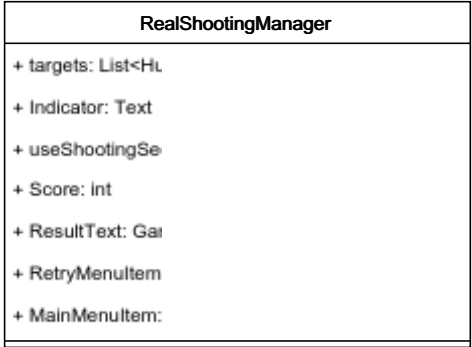 RealShootingManager
+ targets: List<Hu
+ Indicator: Text
+ useShootingSe
+ Score: int
+ ResultText: Gar
+ RetryMenuItem
+ MainMenuItem: